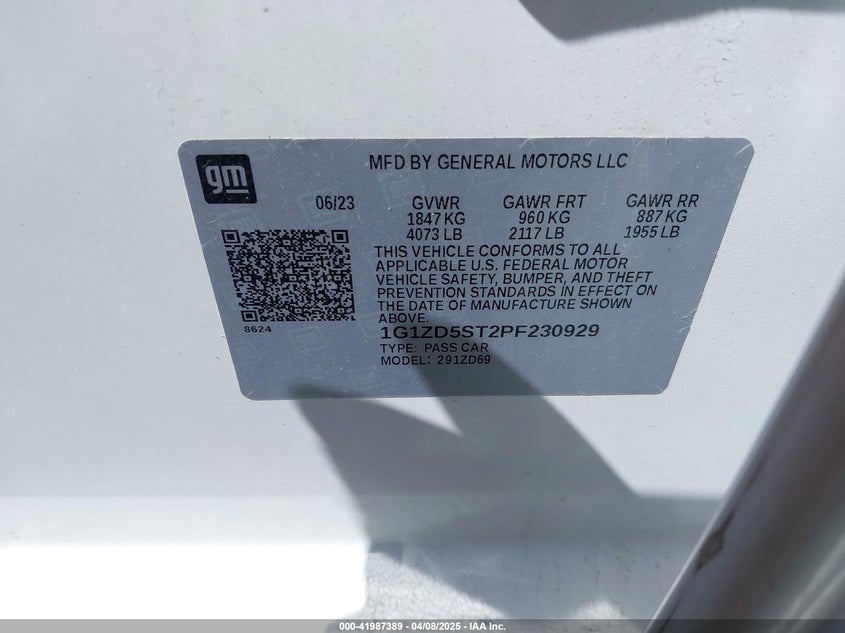 gm
MFD BY GENERAL MOTORS LLC
06/23 GVWR GAWR FRT GAWR RR
1847 KG 960 KG 887 KG
4073 LB 2117 LB 1955 LB
THIS VEHICLE CONFORMS TO ALL
APPLICABLE U.S. FEDERAL MOTOR
VEHICLE SAFETY, BUMPER, AND THEFT
PREVENTION STANDARDS IN EFFECT ON
THE DATE OF MANUFACTURE SHOWN
ABOVE.
8624
1G1ZD5ST2PF230929
TYPE: PASS CAR
MODEL: 291ZD69
000-41987389 - 04/08/2025 - IAA Inc.